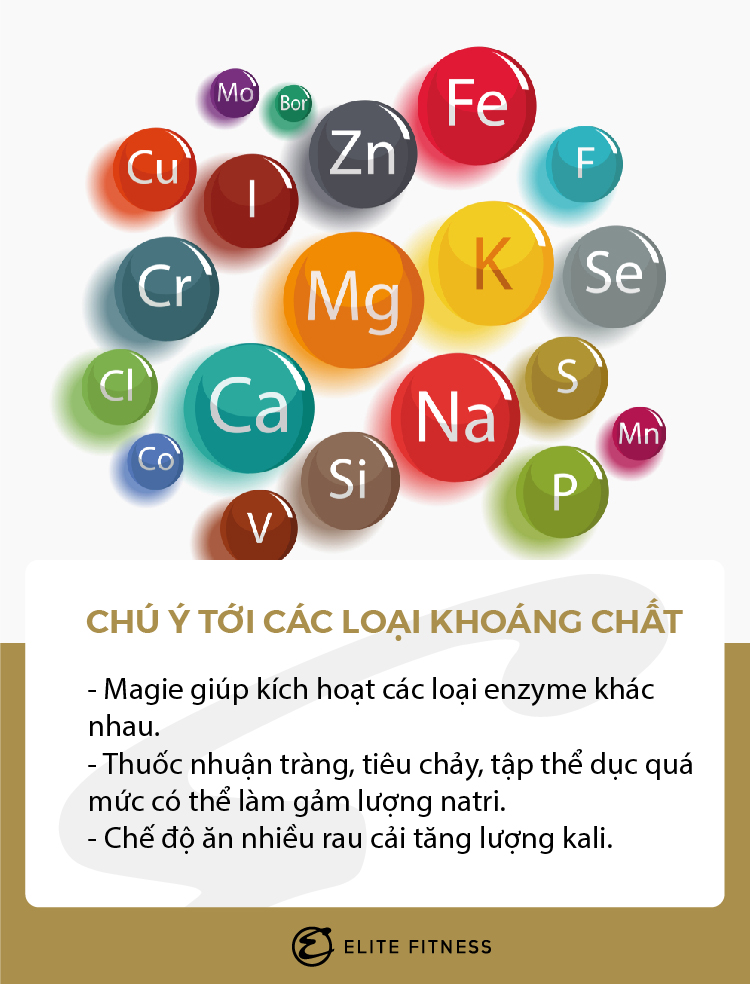 Mo
Bor
Fe
Zn
Cu
I
F
Cr
Mg
K
Se
Cl
Ca
Na
S
Co
Si
Mn
V
P
CHÚ Ý TỚI CÁC LOẠI KHOÁNG CHẤT
- Magie giúp kích hoạt các loại enzyme khác
nhau.
- Thuốc nhuận tràng, tiêu chảy, tập thể dục quá
mức có thể làm gảm lượng natri.
- Chế độ ăn nhiều rau cải tăng lượng kali.
ELITE FITNESS